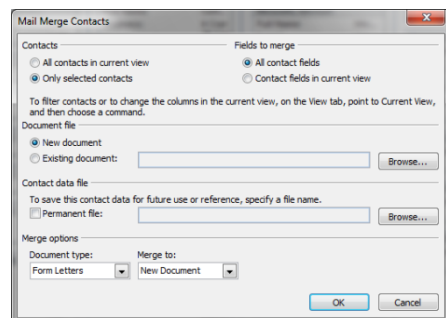 Mail Merge Contacts
Contacts Fields to merge
All contacts in current view All contact fields
Only selected contacts Contact fields in current view
To filter contacts or to change the columns in the current view, on the View tab, point to Current View,
and then choose a command.
Document file
New document
Existing document: Browse...
Contact data file
To save this contact data for future use or reference, specify a file name.
Permanent file: Browse...
Merge options
Document type: Merge to:
Form Letters New Document
OK Cancel